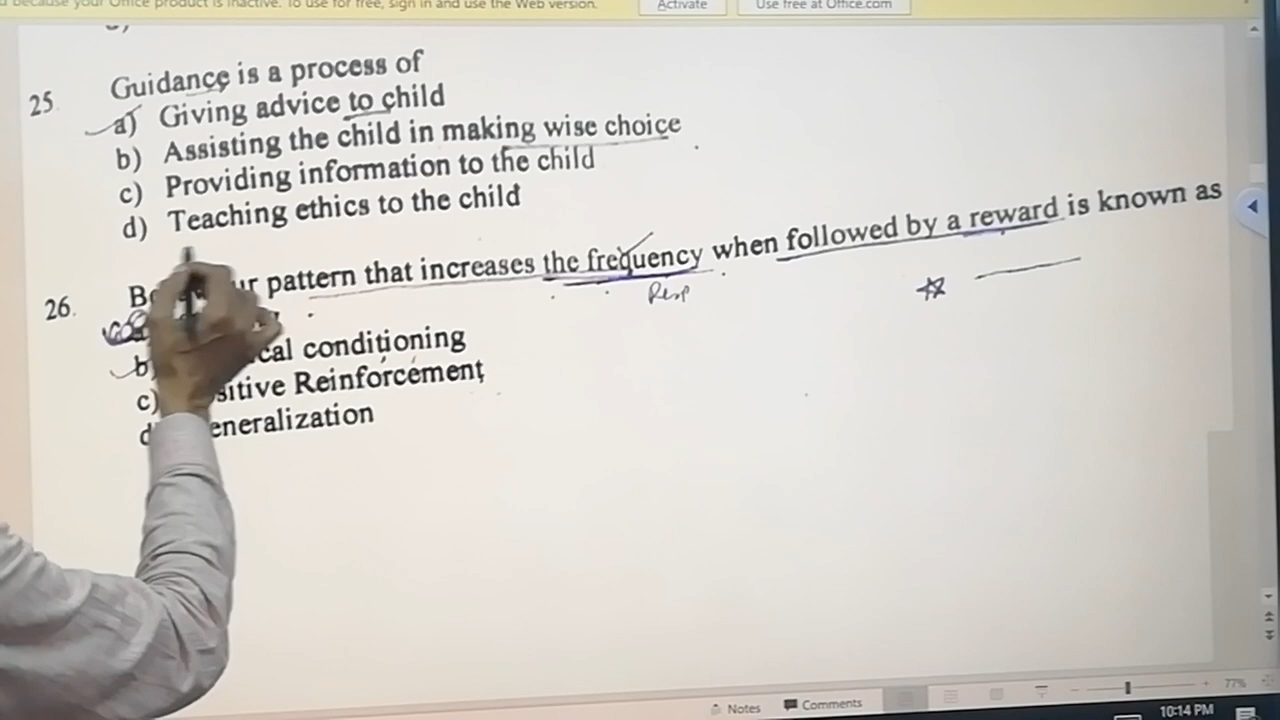 because your Office product is inactive. To use for free, sign in and use the Web version.
Activate
Use free at Office.com
25. Guidance is a process of
a) Giving advice to child
b) Assisting the child in making wise choice
c) Providing information to the child
d) Teaching ethics to the child
26. pattern that increases the frequency when followed by a reward is known as
Resp
b) conditioning
c) Reinforcement
Notes
Comments
77%
10:14 PM